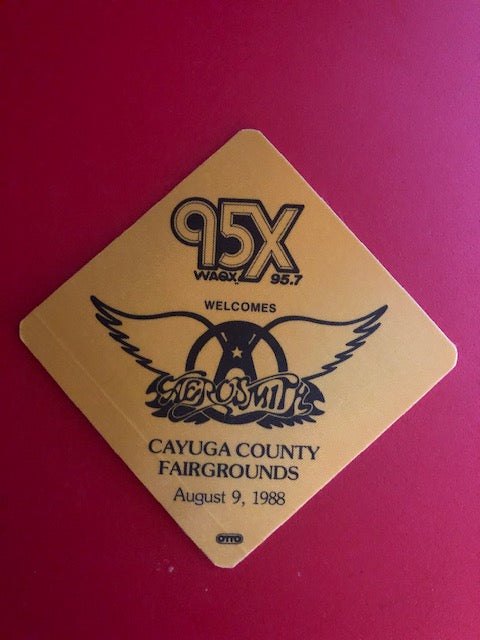 95X
WAQX 95.7
WELCOMES
AEROSMITH
CAYUGA COUNTY
FAIRGROUNDS
August 9, 1988
OTTO